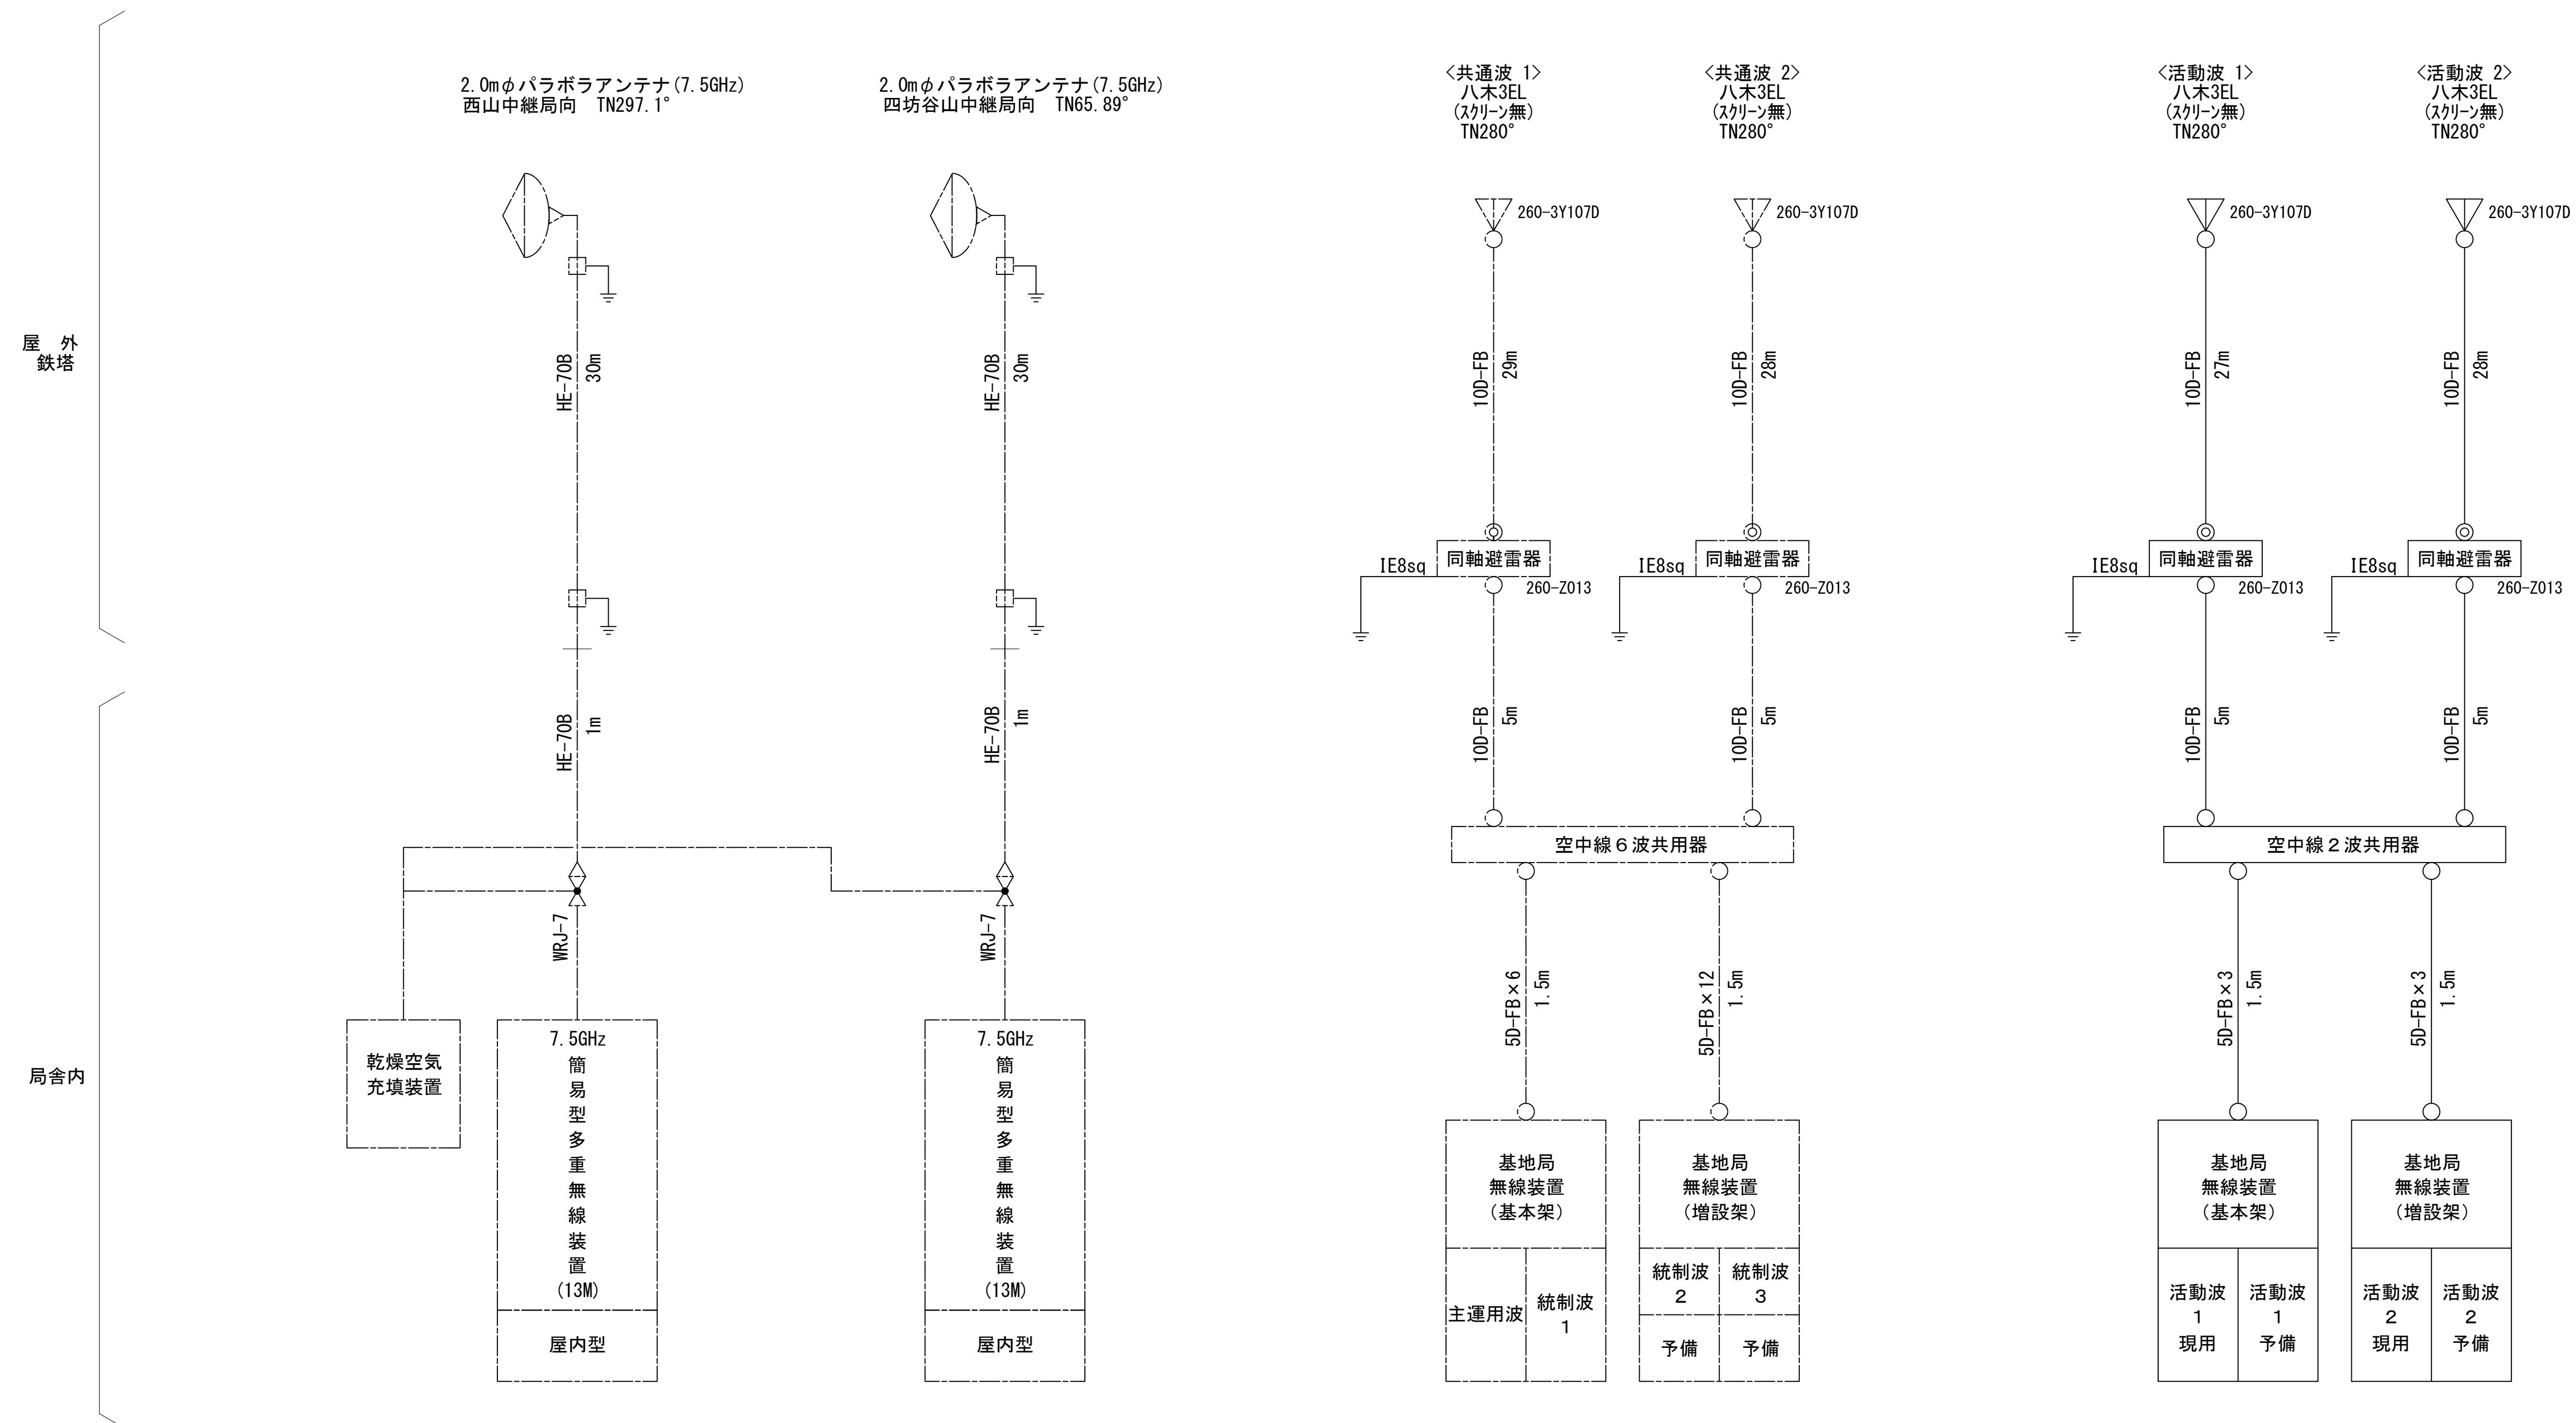 2.0mφパラボラアンテナ(7.5GHz)
西山中継局向　TN297.1°
2.0mφパラボラアンテナ(7.5GHz)
四坊谷山中継局向　TN65.89°
<共通波 1>
八木3EL
(ｽｸﾘｰﾝ無)
TN280°
<共通波 2>
八木3EL
(ｽｸﾘｰﾝ無)
TN280°
<活動波 1>
八木3EL
(ｽｸﾘｰﾝ無)
TN280°
<活動波 2>
八木3EL
(ｽｸﾘｰﾝ無)
TN280°
260-3Y107D
260-3Y107D
260-3Y107D
260-3Y107D
屋　外
鉄塔
HE-70B
30m
HE-70B
30m
10D-FB
29m
10D-FB
28m
10D-FB
27m
10D-FB
28m
IE8sq
同軸避雷器
260-Z013
IE8sq
同軸避雷器
260-Z013
IE8sq
同軸避雷器
260-Z013
IE8sq
同軸避雷器
260-Z013
HE-70B
1m
HE-70B
1m
10D-FB
5m
10D-FB
5m
10D-FB
5m
10D-FB
5m
空中線６波共用器
空中線２波共用器
WRJ-7
WRJ-7
5D-FB×6
1.5m
5D-FB×12
1.5m
5D-FB×3
1.5m
5D-FB×3
1.5m
局舎内
乾燥空気
充填装置
7.5GHz
簡
易
型
多
重
無
線
装
置
(13M)
屋内型
7.5GHz
簡
易
型
多
重
無
線
装
置
(13M)
屋内型
基地局
無線装置
（基本架）
主運用波
統制波
１
基地局
無線装置
（増設架）
統制波
２
統制波
３
予備
予備
基地局
無線装置
（基本架）
活動波
１
現用
活動波
１
予備
基地局
無線装置
（増設架）
活動波
２
現用
活動波
２
予備